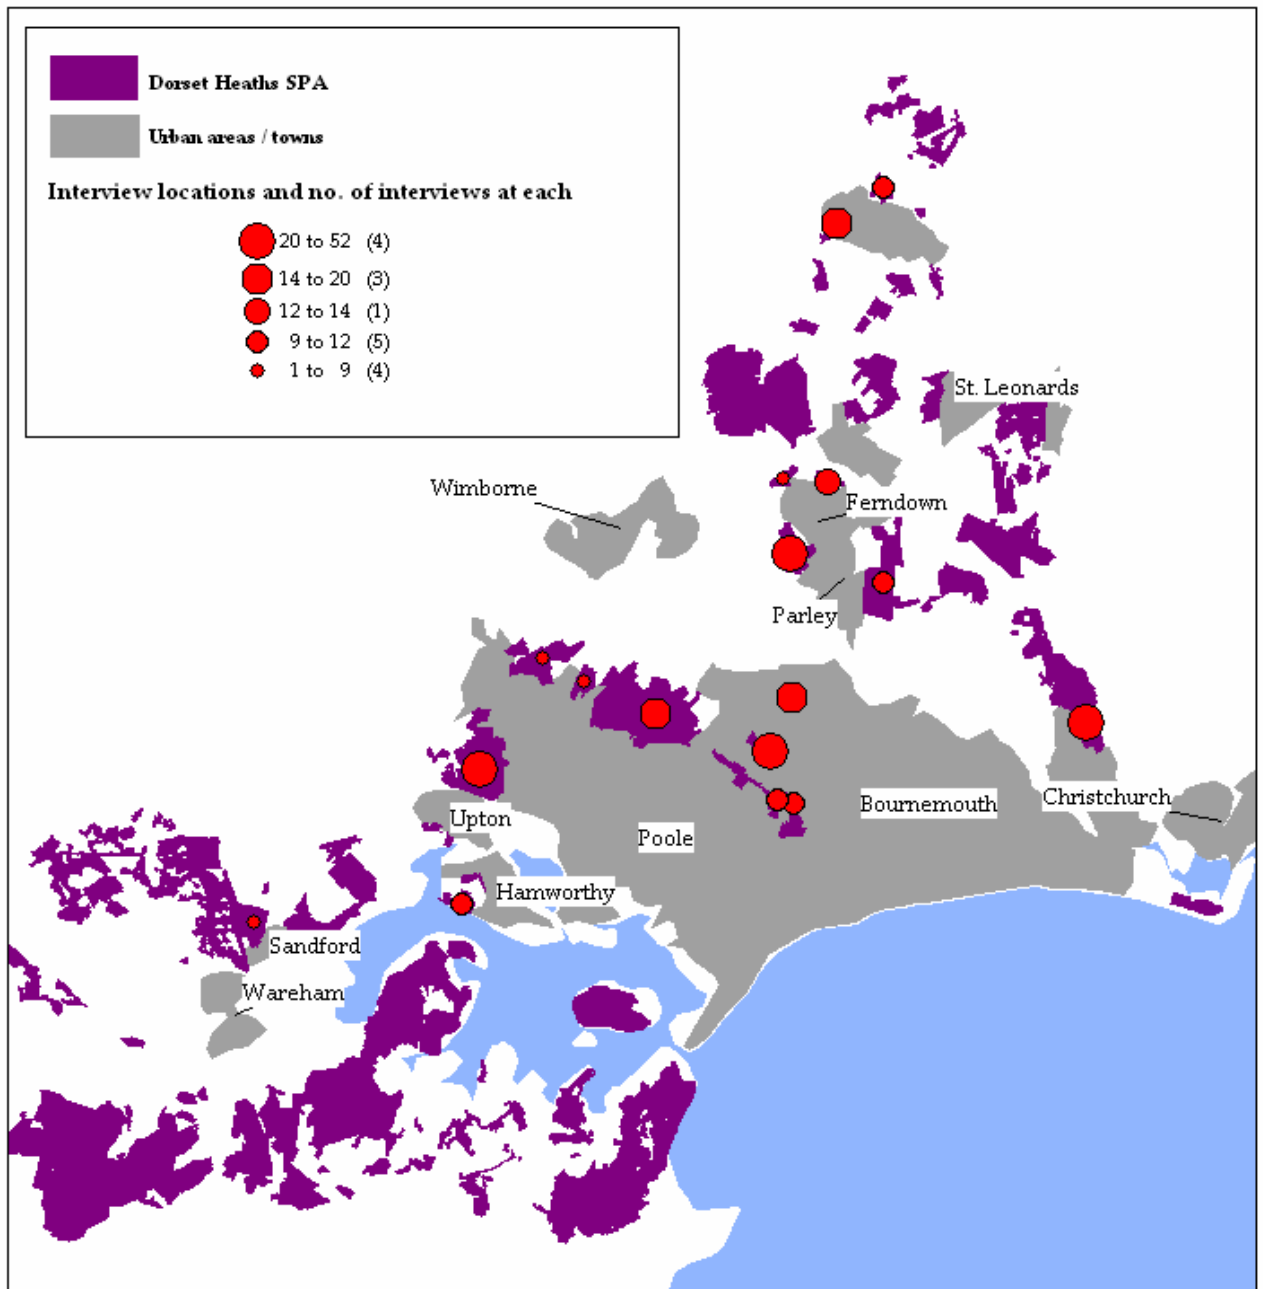 Dorset Heaths SPA
Urban areas / towns
Interview locations and no. of interviews at each
20 to 52 (4)
14 to 20 (3)
12 to 14 (1)
9 to 12 (5)
1 to 9 (4)
St. Leonards
Wimborne
Ferndown
Parley
Christchurch
Bournemouth
Upton
Poole
Hamworthy
Sandford
Wareham